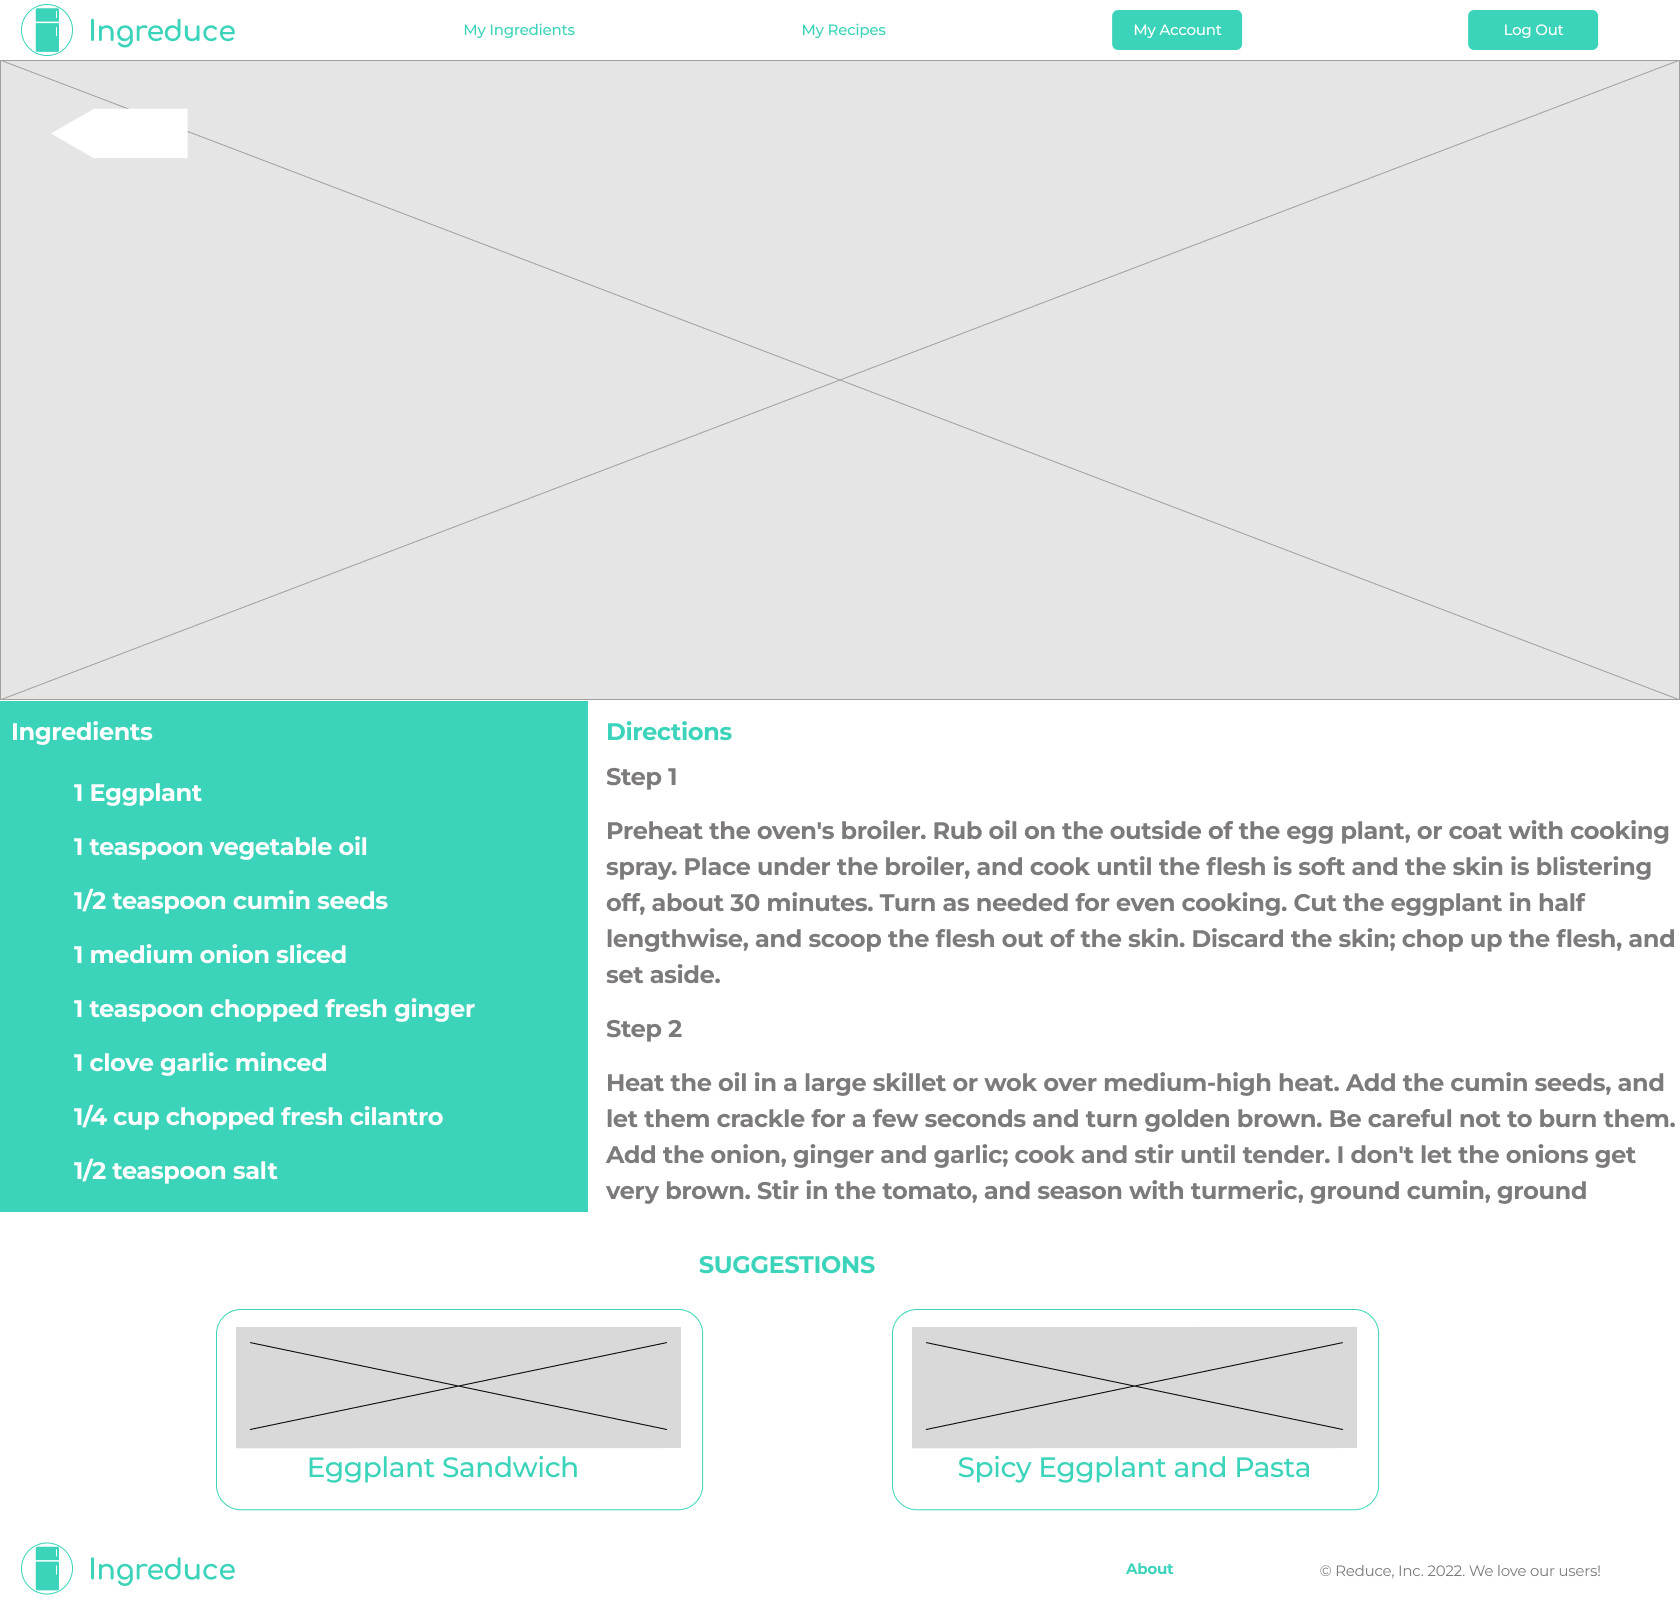 Ingreduce
My Ingredients
My Recipes
My Account
Log Out
Ingredients
1 Eggplant
1 teaspoon vegetable oil
1/2 teaspoon cumin seeds
1 medium onion sliced
1 teaspoon chopped fresh ginger
1 clove garlic minced
1/4 cup chopped fresh cilantro
1/2 teaspoon salt
Directions
Step 1
Preheat the oven's broiler. Rub oil on the outside of the egg plant, or coat with cooking
spray. Place under the broiler, and cook until the flesh is soft and the skin is blistering
off, about 30 minutes. Turn as needed for even cooking. Cut the eggplant in half
lengthwise, and scoop the flesh out of the skin. Discard the skin; chop up the flesh, and
set aside.
Step 2
Heat the oil in a large skillet or wok over medium-high heat. Add the cumin seeds, and
let them crackle for a few seconds and turn golden brown. Be careful not to burn them.
Add the onion, ginger and garlic; cook and stir until tender. I don't let the onions get
very brown. Stir in the tomato, and season with turmeric, ground cumin, ground
SUGGESTIONS
Eggplant Sandwich
Spicy Eggplant and Pasta
Ingreduce
About
© Reduce, Inc. 2022. We love our users!